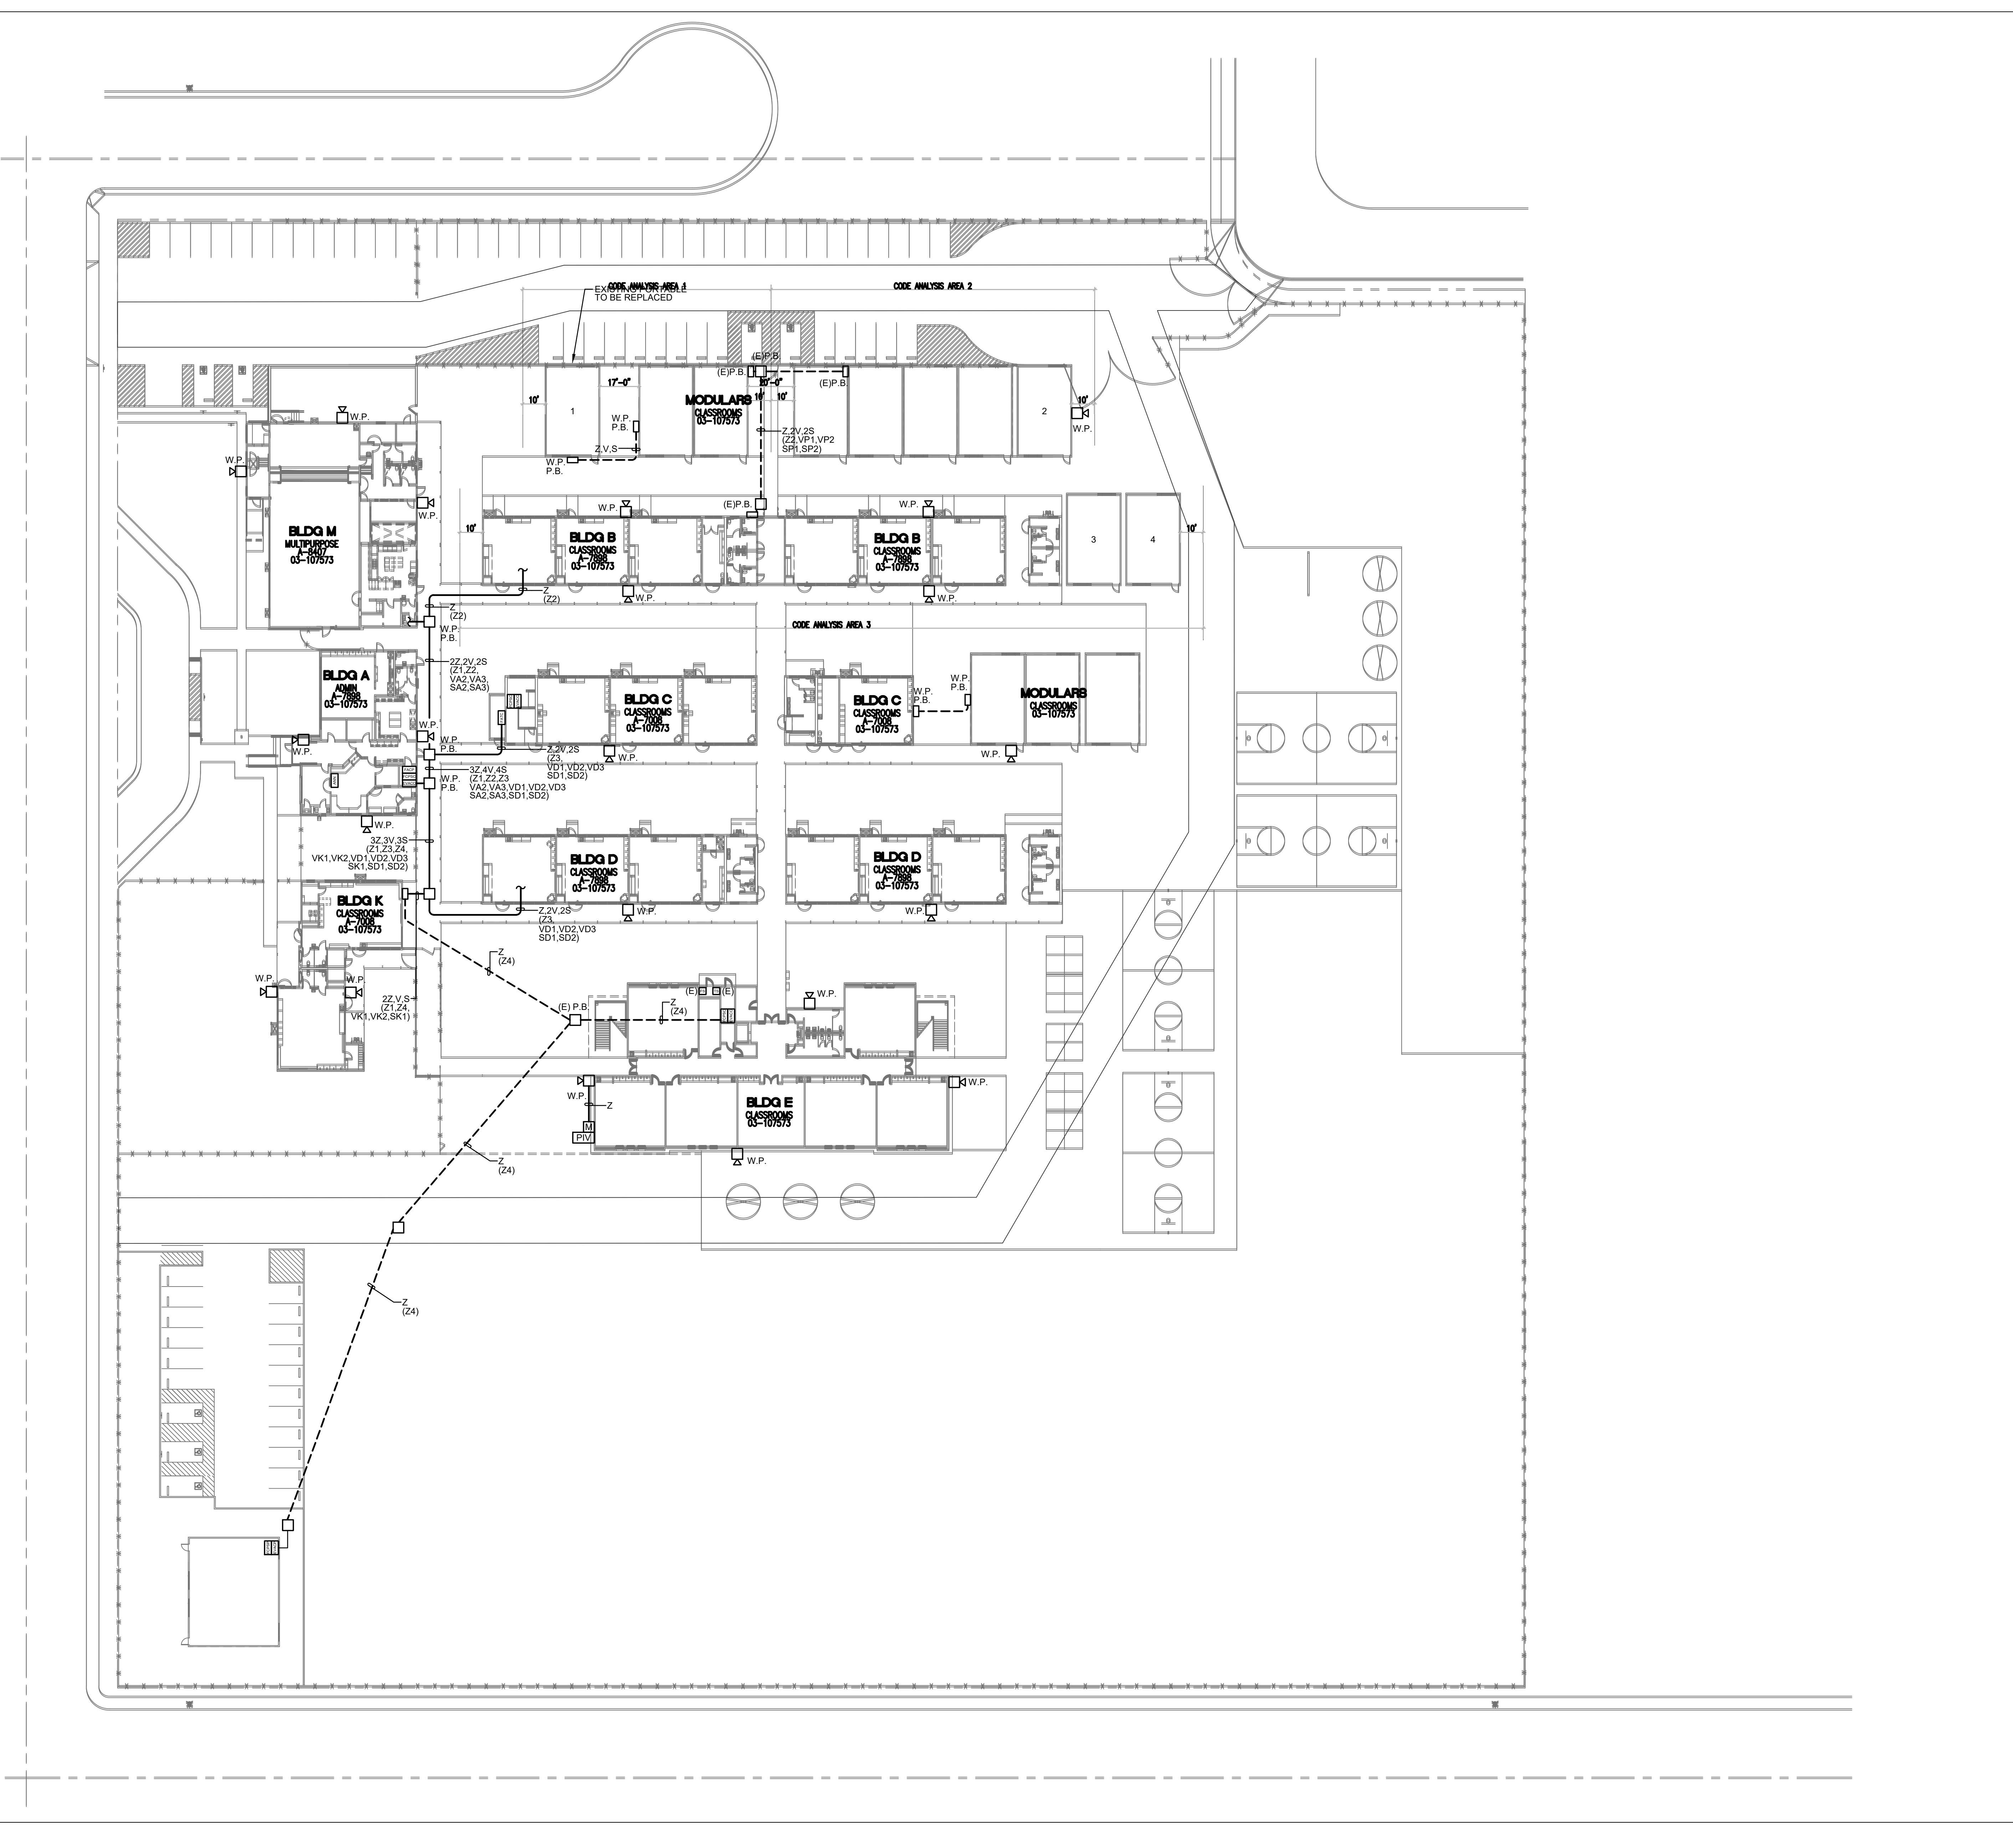 CODE ANALYSIS AREA 1
EXISTING PORTABLE
TO BE REPLACED
CODE ANALYSIS AREA 2
(E)P.B.
(E)P.B.
(E)P.B.
17'-0"
20'-0"
10'
10'
10'
10'
1
MODULARS
CLASSROOMS
03-107573
2
W.P.
W.P.
P.B.
Z,V,S
W.P.
P.B.
Z,2V,2S
(Z2,VP1,VP2
SP1,SP2)
(E)P.B.
W.P.
W.P.
W.P.
W.P.
W.P.
10'
10'
BLDG M
MULTIPURPOSE
A-8407
03-107573
BLDG B
CLASSROOMS
A-7898
03-107573
BLDG B
CLASSROOMS
A-7898
03-107573
3
4
Z
(Z2)
W.P.
W.P.
Z
(Z2)
W.P.
P.B.
CODE ANALYSIS AREA 3
2Z,2V,2S
(Z1,Z2,
VA2,VA3,
SA2,SA3)
BLDG A
ADMIN
A-7898
03-107573
BLDG C
CLASSROOMS
A-7008
03-107573
BLDG C
CLASSROOMS
A-7008
03-107573
W.P.
P.B.
W.P.
P.B.
MODULARS
CLASSROOMS
03-107573
W.P.
W.P.
W.P.
P.B.
Z,2V,2S
(Z3,
VD1,VD2,VD3
SD1,SD2)
W.P.
W.P.
3Z,4V,4S
(Z1,Z2,Z3
VA2,VA3,VD1,VD2,VD3
SA2,SA3,SD1,SD2)
W.P.
P.B.
W.P.
3Z,3V,3S
(Z1,Z3,Z4,
VK1,VK2,VD1,VD2,VD3
SK1,SD1,SD2)
BLDG D
CLASSROOMS
A-7898
03-107573
BLDG D
CLASSROOMS
A-7898
03-107573
BLDG K
CLASSROOMS
A-7008
03-107573
Z,2V,2S
(Z3,
VD1,VD2,VD3
SD1,SD2)
W.P.
W.P.
Z
(Z4)
W.P.
W.P.
2Z,V,S
(Z1,Z4,
VK1,VK2,SK1)
(E) P.B.
Z
(Z4)
(E)
(E)
W.P.
W.P.
Z
M
PIV
W.P.
BLDG E
CLASSROOMS
03-107573
W.P.
Z
(Z4)
Z
(Z4)